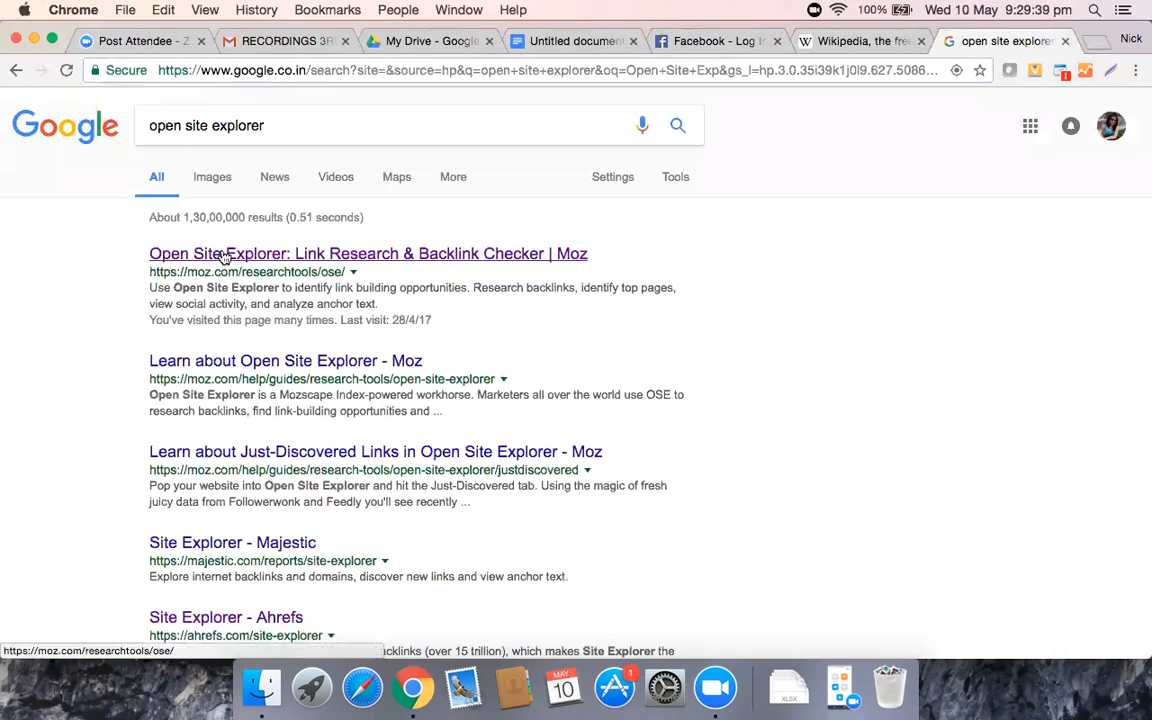 Chrome File Edit View History Bookmarks People Window Help 100% Wed 10 May 9:29:39 pm
Post Attendee - Z RECORDINGS 3R My Drive - Google Untitled document Facebook - Log In Wikipedia, the free open site explorer Nick
Secure https://www.google.co.in/search?site=&source=hp&q=open+site+explorer&oq=Open+Site+Exp&gs_l=hp.3.0.35i39k1j0l9.627.5086...
Google open site explorer
All Images News Videos Maps More Settings Tools
About 1,30,00,000 results (0.51 seconds)
Open Site Explorer: Link Research & Backlink Checker | Moz
https://moz.com/researchtools/ose/
Use Open Site Explorer to identify link building opportunities. Research backlinks, identify top pages,
view social activity, and analyze anchor text.
You've visited this page many times. Last visit: 28/4/17
Learn about Open Site Explorer - Moz
https://moz.com/help/guides/research-tools/open-site-explorer
Open Site Explorer is a Mozscape Index-powered workhorse. Marketers all over the world use OSE to
research backlinks, find link-building opportunities and ...
Learn about Just-Discovered Links in Open Site Explorer - Moz
https://moz.com/help/guides/research-tools/open-site-explorer/justdiscovered
Pop your website into Open Site Explorer and hit the Just-Discovered tab. Using the magic of fresh
juicy data from Followerwonk and Feedly you'll see recently ...
Site Explorer - Majestic
https://majestic.com/reports/site-explorer
Explore internet backlinks and domains, discover new links and view anchor text.
Site Explorer - Ahrefs
https://ahrefs.com/site-explorer
https://moz.com/researchtools/ose/ acklinks (over 15 trillion), which makes Site Explorer the
MAY
10
1
XLSX